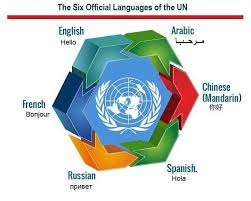 The Six Official Languages of the UN
English
Hello
Arabic
مرحبا
French
Bonjour
Chinese
(Mandarin)
你好
Russian
привет
Spanish.
Hola